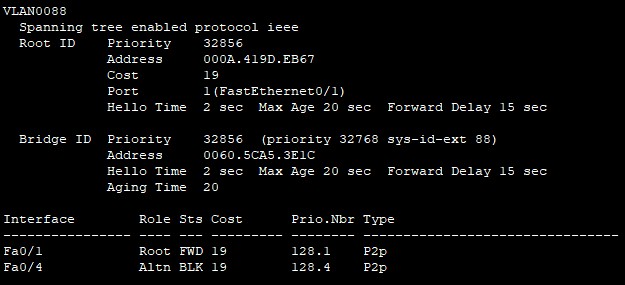 VLAN0088
Spanning tree enabled protocol ieee
Root ID Priority 32856
Address 000A.419D.EB67
Cost 19
Port 1(FastEthernet0/1)
Hello Time 2 sec Max Age 20 sec Forward Delay 15 sec
Bridge ID Priority 32856 (priority 32768 sys-id-ext 88)
Address 0060.5CA5.3E1C
Hello Time 2 sec Max Age 20 sec Forward Delay 15 sec
Aging Time 20
Interface Role Sts Cost Prio.Nbr Type
---------------- ---- --- --------- -------- --------------------------------
Fa0/1 Root FWD 19 128.1 P2p
Fa0/4 Altn BLK 19 128.4 P2p